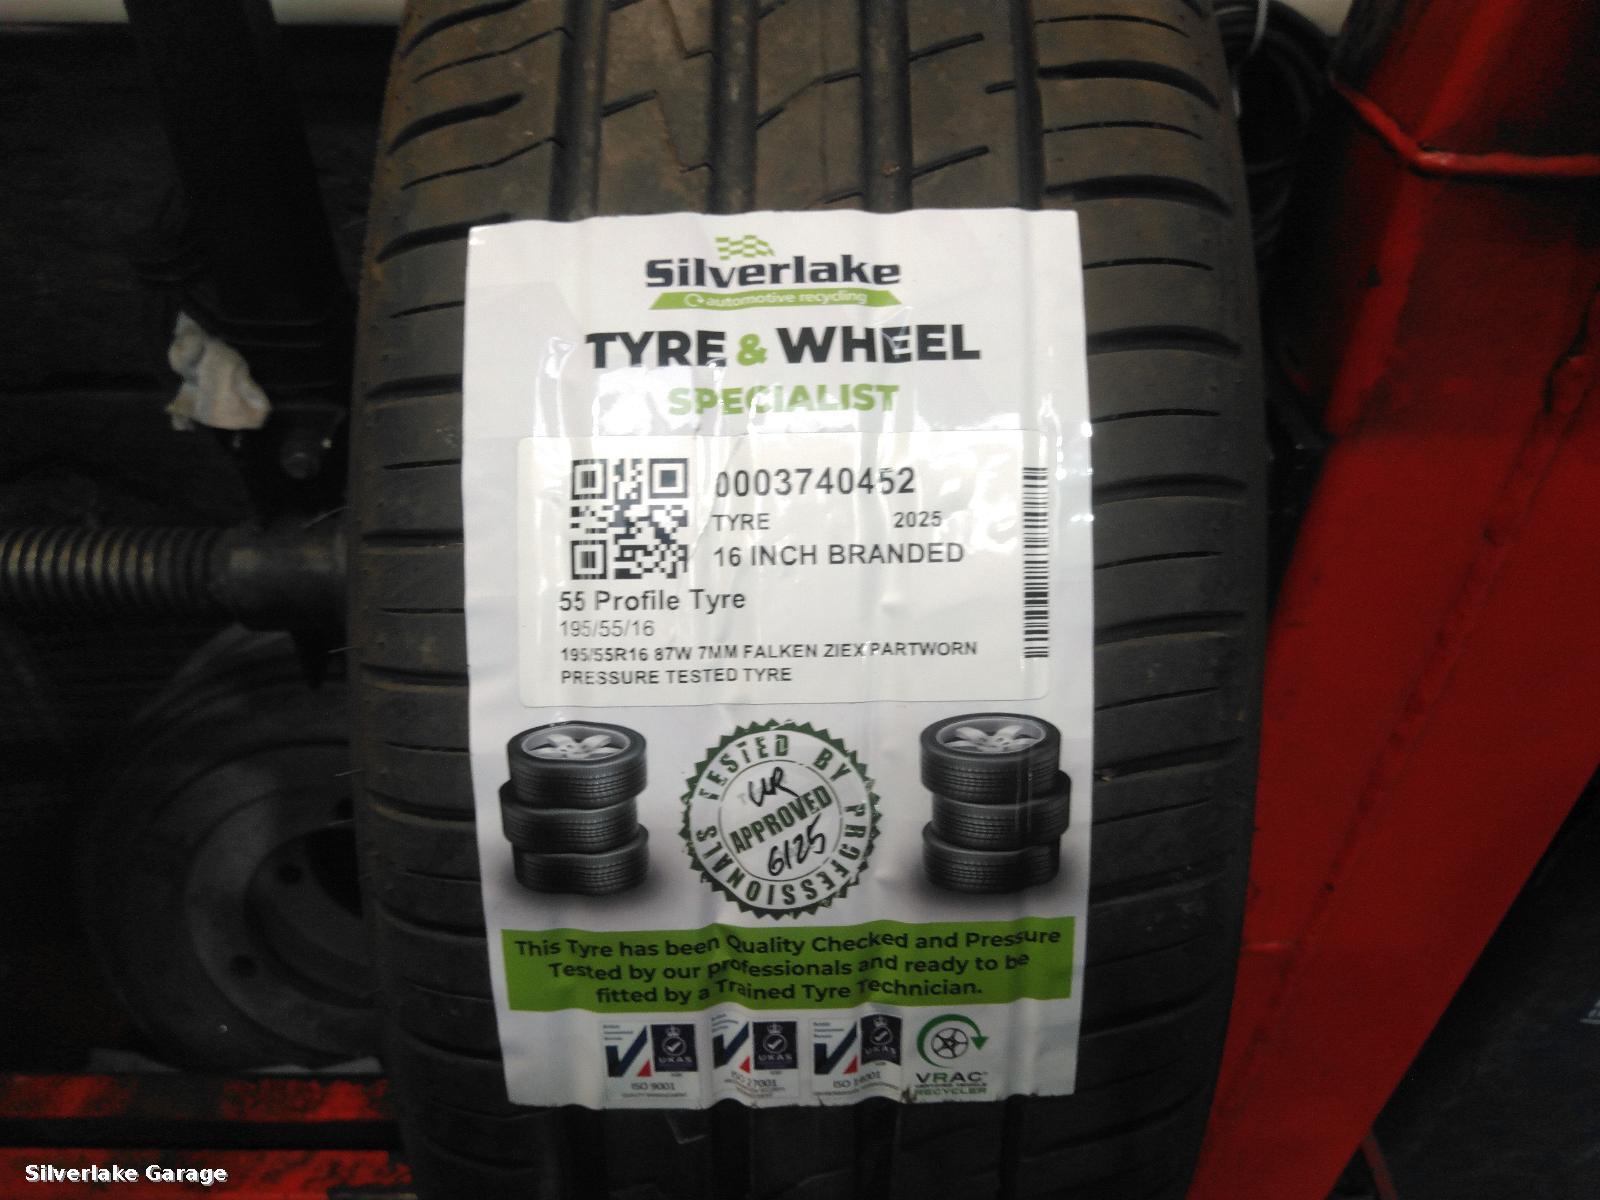 Silverlake
automotive recycling
TYRE & WHEEL
SPECIALIST
0003740452
TYRE 2025
16 INCH BRANDED
55 Profile Tyre
195/55/16
195/55R16 87W 7MM FALKEN ZIEX PARTWORN
PRESSURE TESTED TYRE
TESTED BY PROFESSIONALS
APPROVED
6125
This Tyre has been Quality Checked and Pressure
Tested by our professionals and ready to be
fitted by a Trained Tyre Technician.
UKAS UKAS UKAS
ISO 9001 ISO 27001 ISO 14001
VRAC
RECYCLER
Silverlake Garage